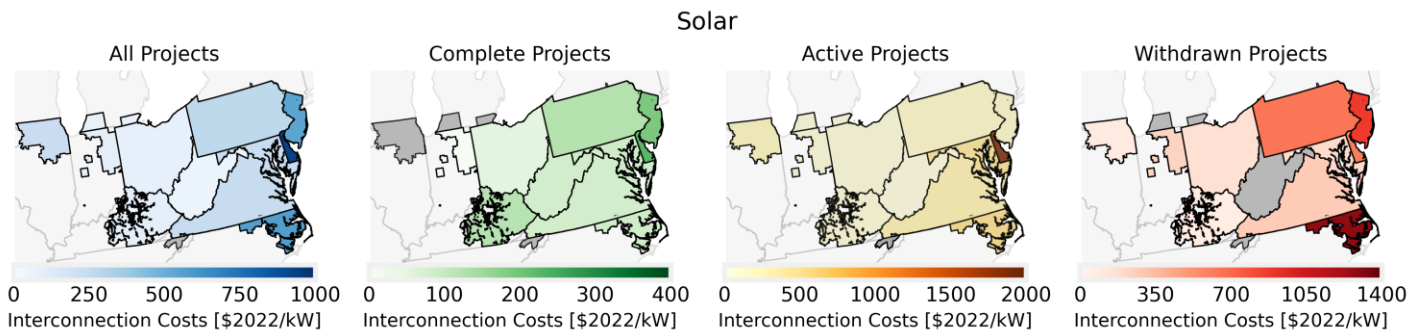 Solar
All Projects
Complete Projects
Active Projects
Withdrawn Projects
0 250 500 750 1000
0 100 200 300 400
0 500 1000 1500 2000
0 350 700 1050 1400
Interconnection Costs [$2022/kW]
Interconnection Costs [$2022/kW]
Interconnection Costs [$2022/kW]
Interconnection Costs [$2022/kW]